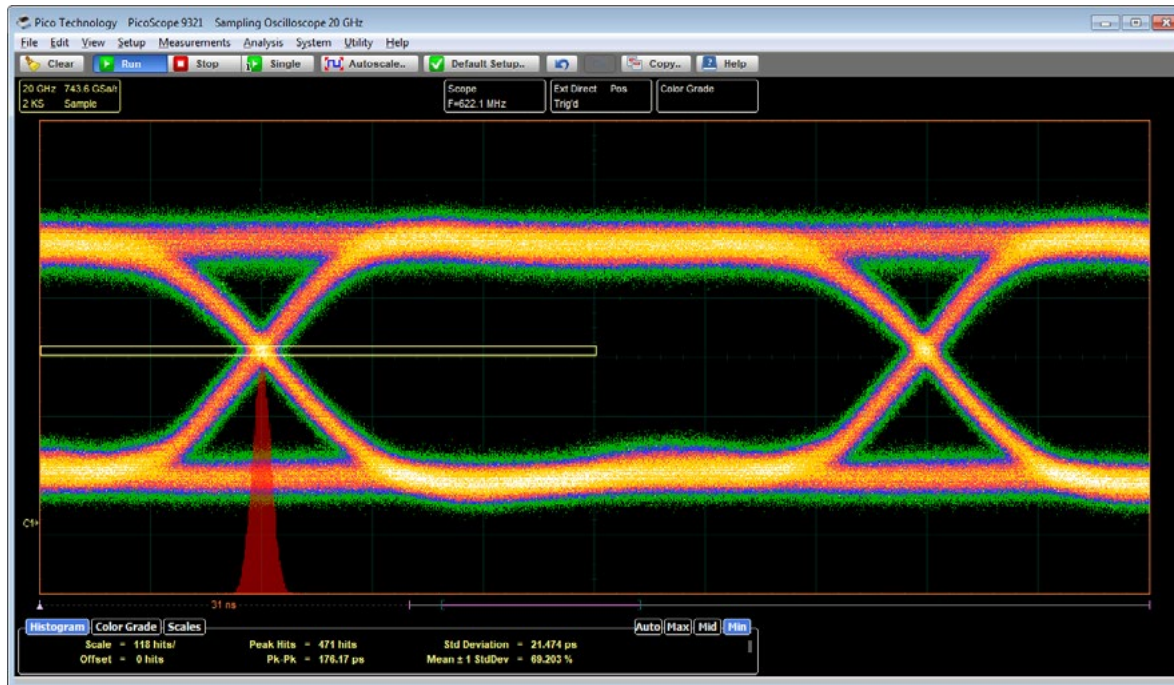 Pico Technology PicoScope 9321 Sampling Oscilloscope 20 GHz
File Edit View Setup Measurements Analysis System Utility Help
Clear Run Stop Single Autoscale.. Default Setup.. Copy.. Help
20 GHz 743.6 GSa/t Scope Ext Direct Pos Color Grade
2 KS Sample F=622.1 MHz Trig'd
C1
31 ns
Histogram Color Grade Scales Auto Max Mid Min
Scale = 118 hits/ Peak Hits = 471 hits Std Deviation = 21.474 ps
Offset = 0 hits Pk-Pk = 176.17 ps Mean ± 1 StdDev = 69.203 %